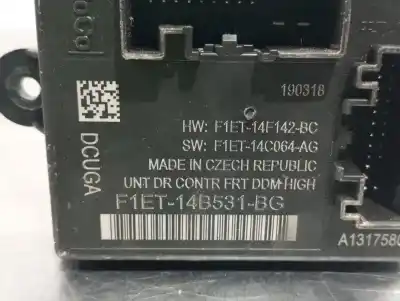 190318
HW: F1ET-14F142-BC
SW: F1ET-14C064-AG
MADE IN CZECH REPUBLIC
UNT DR CONTR FRT DDM HIGH
F1ET-14B531-BG
DCUGA
A1317580